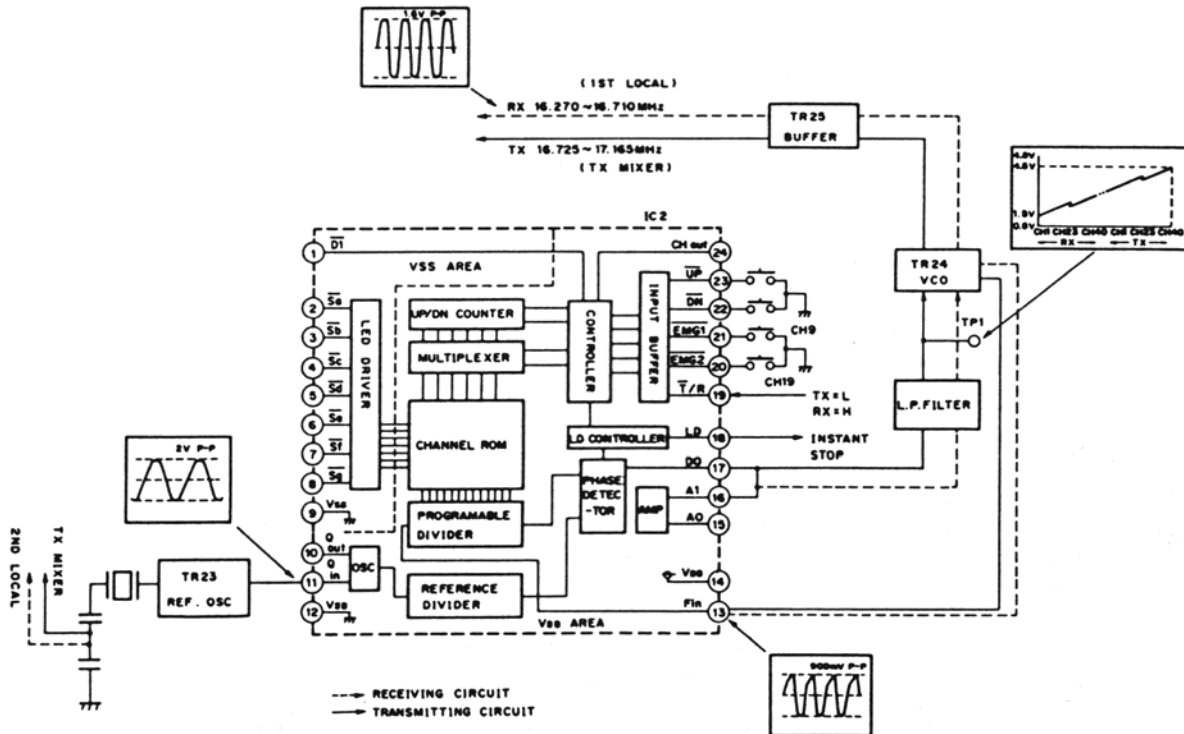 1.6V P-P
(1ST LOCAL)
RX 16.270~16.710MHz
TX 16.725~17.165MHz
(TX MIXER)
TR25
BUFFER
4.8V
4.6V
1.8V
0.9V
CH1 CH23 CH40 CH1 CH23 CH40
RX TX
IC2
1 D1
VSS AREA
CH out 24
UP 23
DN 22
EMG1 21
EMG2 20
T/R 19
CH9
CH19
TX=L
RX=H
TR24
VCO
TP1
L.P.FILTER
2 Sa
3 Sb
4 Sc
5 Sd
6 Se
7 Sf
8 Sg
9 Vss
LED DRIVER
UP/DN COUNTER
MULTIPLEXER
CONTROLLER
INPUT BUFFER
CHANNEL ROM
LD CONTROLLER
LD 18
INSTANT
STOP
DO 17
A1 16
AO 15
PHASE
DETEC
-TOR
AMP
PROGRAMABLE
DIVIDER
2V P-P
10 Q
out
11 Q
in
12 Vss
OSC
REFERENCE
DIVIDER
14
Fin 13
AREA
TX MIXER
2ND LOCAL
TR23
REF. OSC
900mV P-P
RECEIVING CIRCUIT
TRANSMITTING CIRCUIT